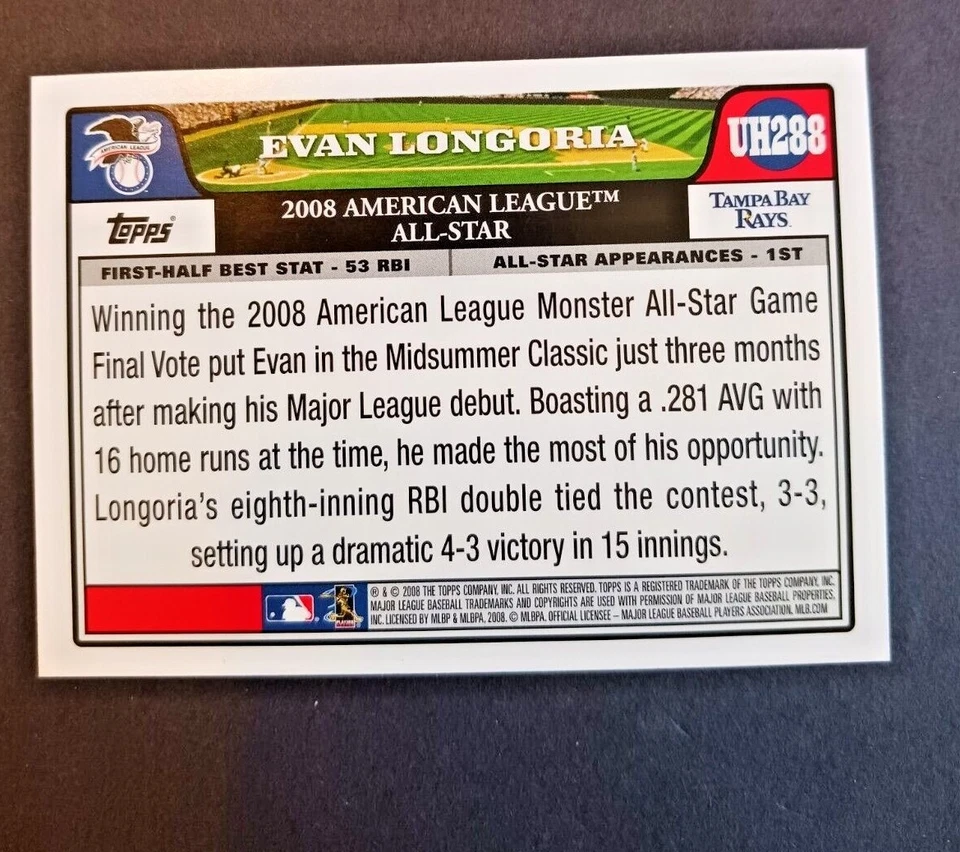 AMERICAN LEAGUE
EVAN LONGORIA
UH288
Topps®
2008 AMERICAN LEAGUE™
ALL-STAR
TAMPA BAY
RAYS
FIRST-HALF BEST STAT - 53 RBI
ALL-STAR APPEARANCES - 1ST
Winning the 2008 American League Monster All-Star Game
Final Vote put Evan in the Midsummer Classic just three months
after making his Major League debut. Boasting a .281 AVG with
16 home runs at the time, he made the most of his opportunity.
Longoria's eighth-inning RBI double tied the contest, 3-3,
setting up a dramatic 4-3 victory in 15 innings.
® & © 2008 THE TOPPS COMPANY, INC. ALL RIGHTS RESERVED. TOPPS IS A REGISTERED TRADEMARK OF THE TOPPS COMPANY, INC.
MAJOR LEAGUE BASEBALL TRADEMARKS AND COPYRIGHTS ARE USED WITH PERMISSION OF MAJOR LEAGUE BASEBALL PROPERTIES,
INC. LICENSED BY MLBP & MLBPA, 2008. © MLBPA. OFFICIAL LICENSEE – MAJOR LEAGUE BASEBALL PLAYERS ASSOCIATION. MLB.COM